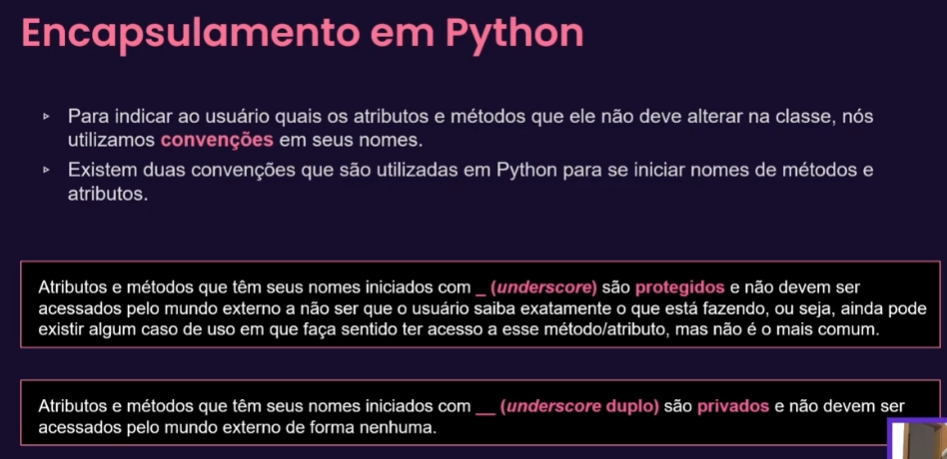 Encapsulamento em Python
▹ Para indicar ao usuário quais os atributos e métodos que ele não deve alterar na classe, nós
utilizamos convenções em seus nomes.
▹ Existem duas convenções que são utilizadas em Python para se iniciar nomes de métodos e
atributos.
Atributos e métodos que têm seus nomes iniciados com _ (underscore) são protegidos e não devem ser
acessados pelo mundo externo a não ser que o usuário saiba exatamente o que está fazendo, ou seja, ainda pode
existir algum caso de uso em que faça sentido ter acesso a esse método/atributo, mas não é o mais comum.
Atributos e métodos que têm seus nomes iniciados com __ (underscore duplo) são privados e não devem ser
acessados pelo mundo externo de forma nenhuma.